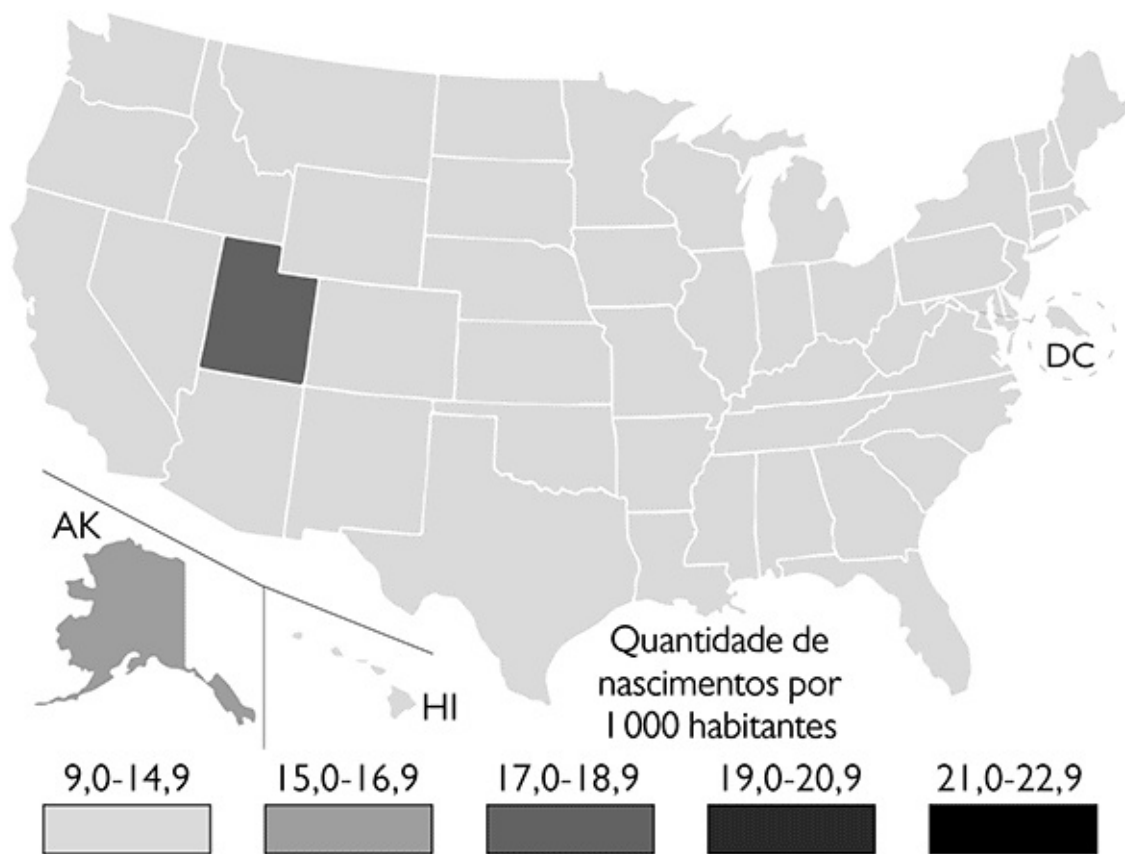 DC
AK
HI
Quantidade de
nascimentos por
1 000 habitantes
9,0-14,9 15,0-16,9 17,0-18,9 19,0-20,9 21,0-22,9